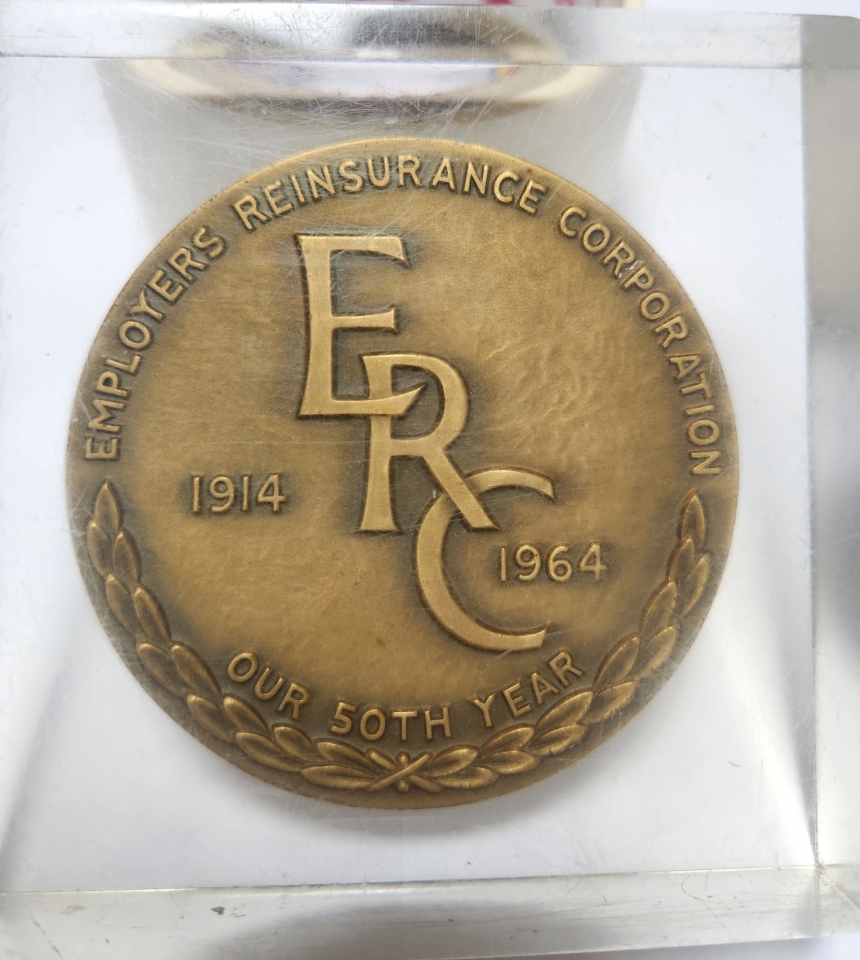 EMPLOYERS REINSURANCE CORPORATION
ERC
1914
1964
OUR 50TH YEAR